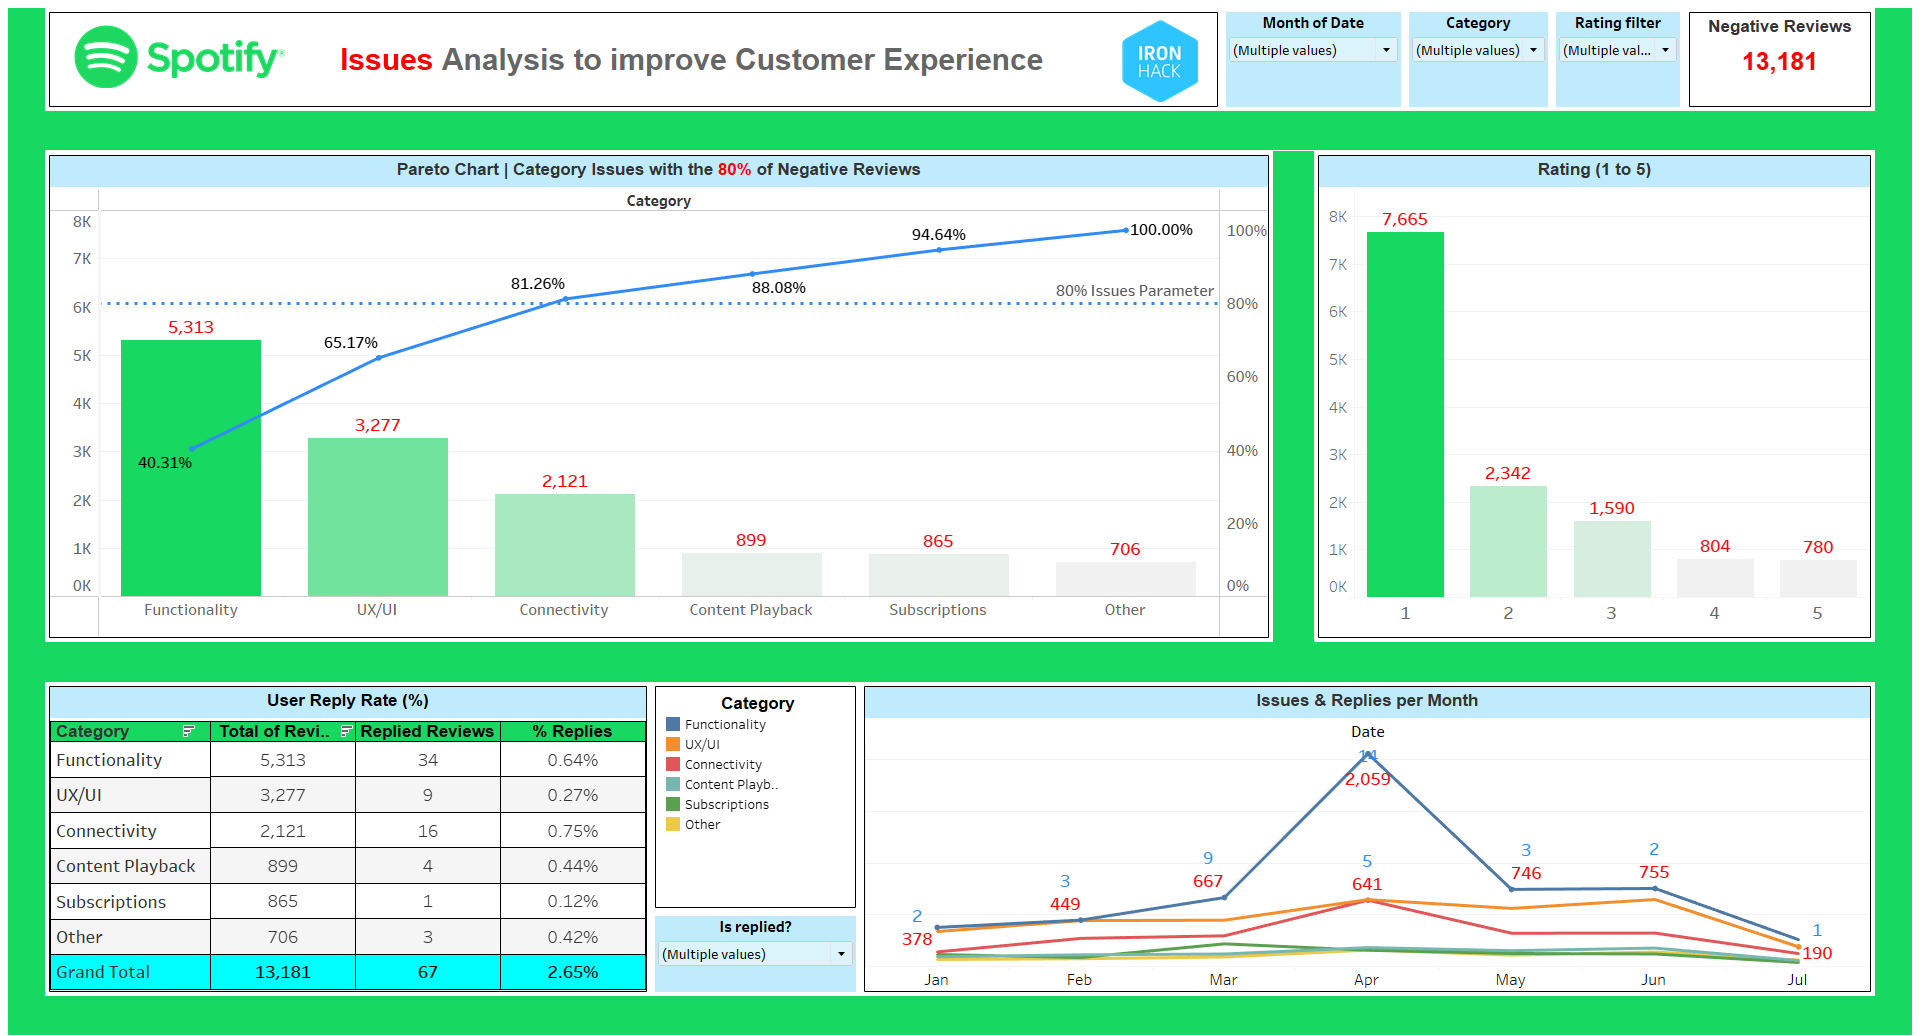 Spotify
Issues Analysis to improve Customer Experience
IRON
HACK
Month of Date
(Multiple values)
Category
(Multiple values)
Rating filter
(Multiple val...
Negative Reviews
13,181
Pareto Chart | Category Issues with the 80% of Negative Reviews
Category
8K
7K
6K
5K
4K
3K
2K
1K
0K
5,313
3,277
2,121
899
865
706
40.31%
65.17%
81.26%
88.08%
94.64%
100.00%
80% Issues Parameter
100%
80%
60%
40%
20%
0%
Functionality
UX/UI
Connectivity
Content Playback
Subscriptions
Other
Rating (1 to 5)
8K
7K
6K
5K
4K
3K
2K
1K
0K
7,665
2,342
1,590
804
780
1
2
3
4
5
User Reply Rate (%)
Category Total of Revi.. Replied Reviews % Replies
Functionality 5,313 34 0.64%
UX/UI 3,277 9 0.27%
Connectivity 2,121 16 0.75%
Content Playback 899 4 0.44%
Subscriptions 865 1 0.12%
Other 706 3 0.42%
Grand Total 13,181 67 2.65%
Category
Functionality
UX/UI
Connectivity
Content Playb..
Subscriptions
Other
Is replied?
(Multiple values)
Issues & Replies per Month
Date
2
378
3
449
9
667
14
2,059
5
641
3
746
2
755
1
190
Jan
Feb
Mar
Apr
May
Jun
Jul